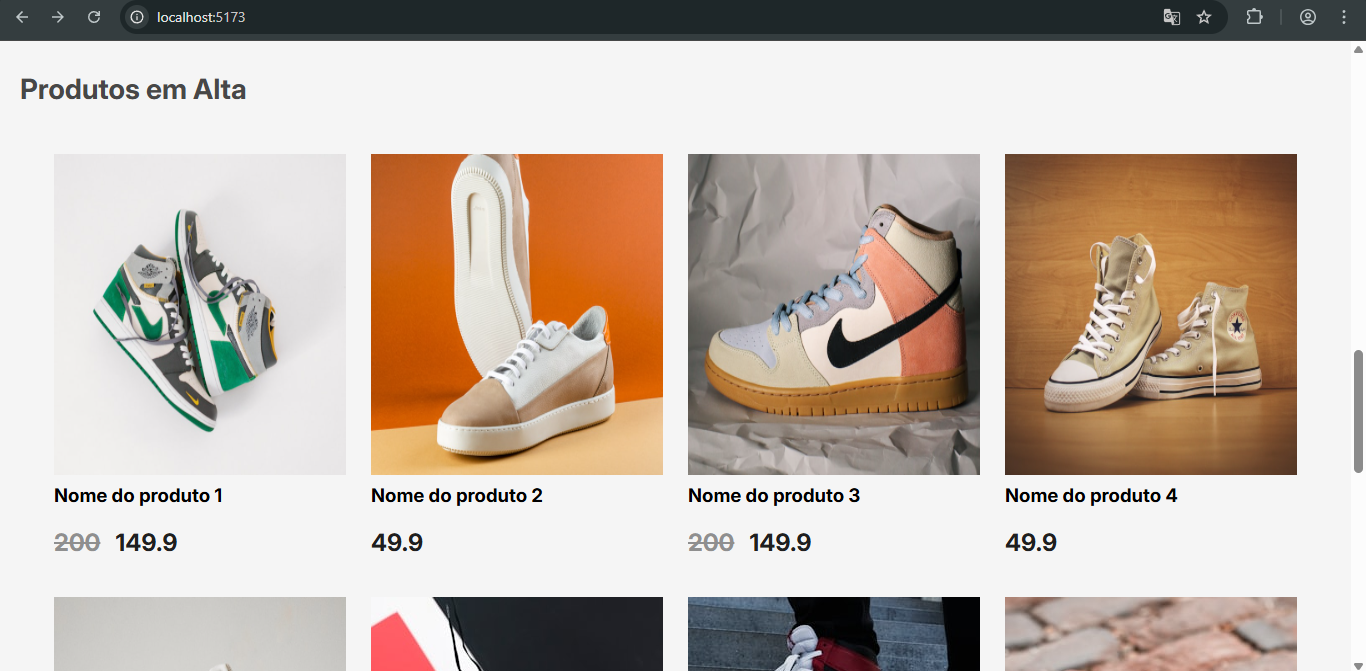 localhost:5173
Produtos em Alta
Nome do produto 1
Nome do produto 2
Nome do produto 3
Nome do produto 4
200 149.9
49.9
200 149.9
49.9